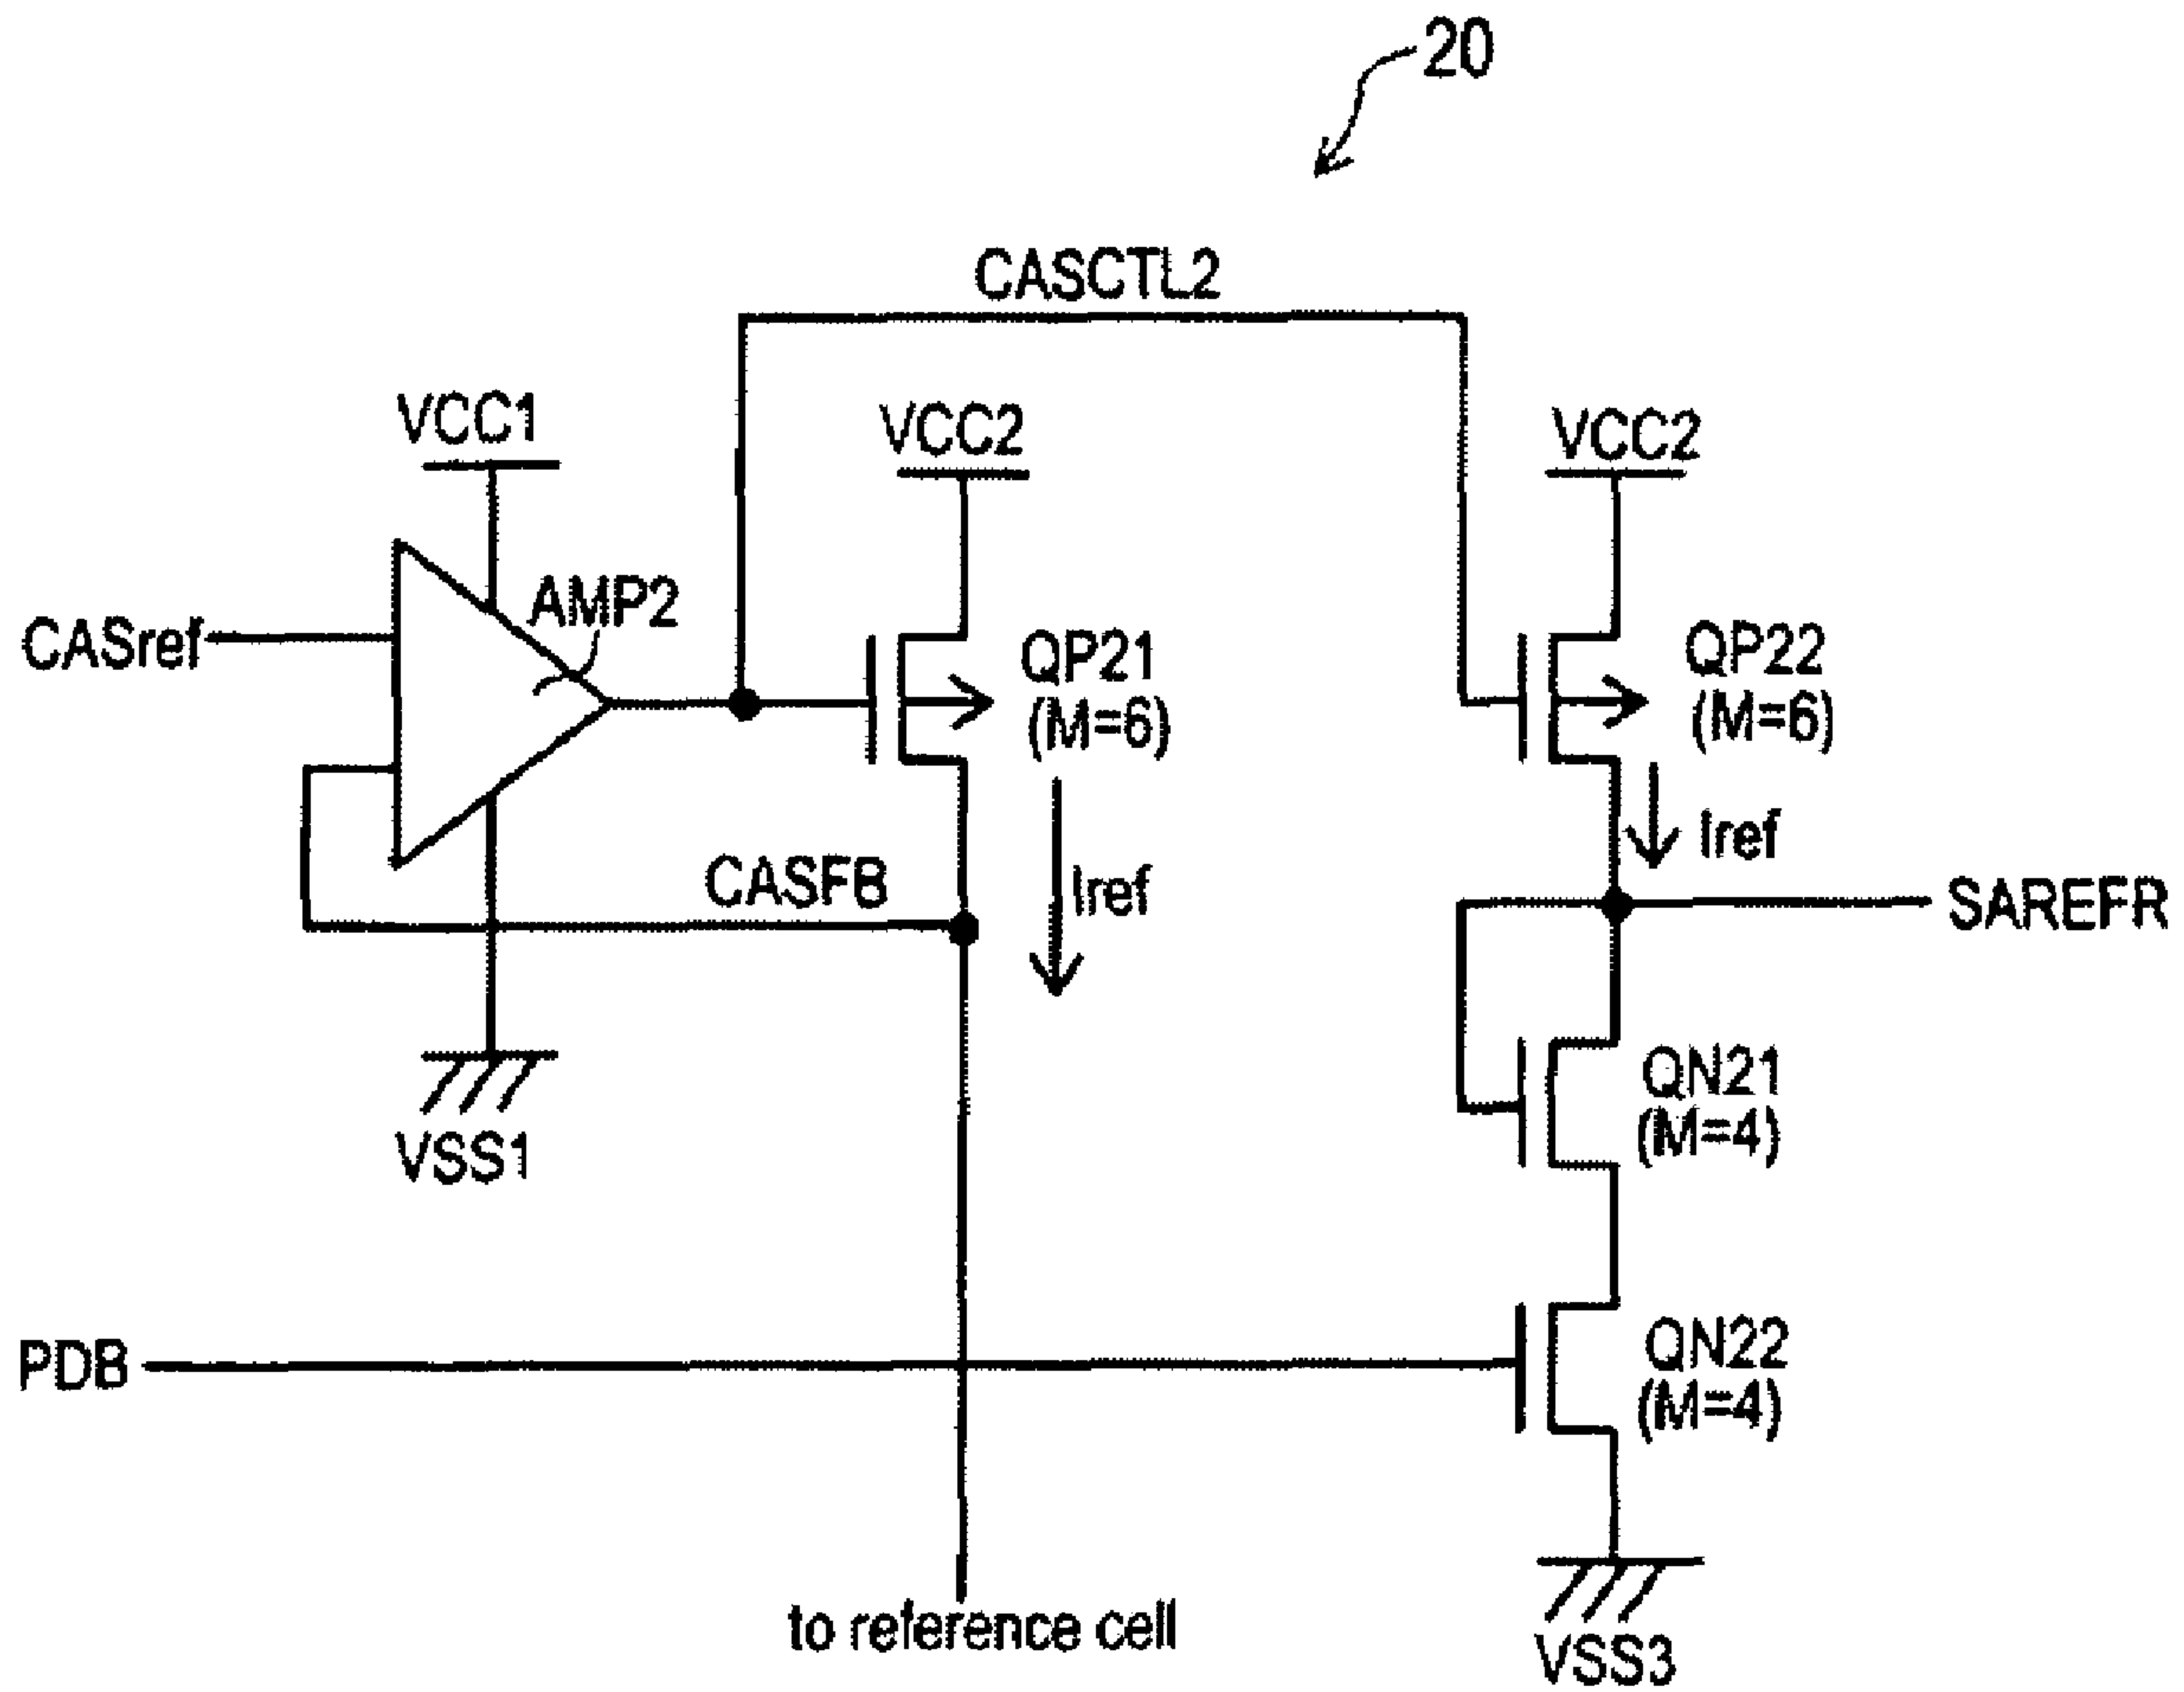 20
CASCTL2
VCC1
VCC2
VCC2
AMP2
CASref
QP21
(M=6)
QP22
(M=6)
Iref
Iref
CASFB
SAREFR
QN21
(M=4)
VSS1
PDB
QN22
(M=4)
to reference cell
VSS3